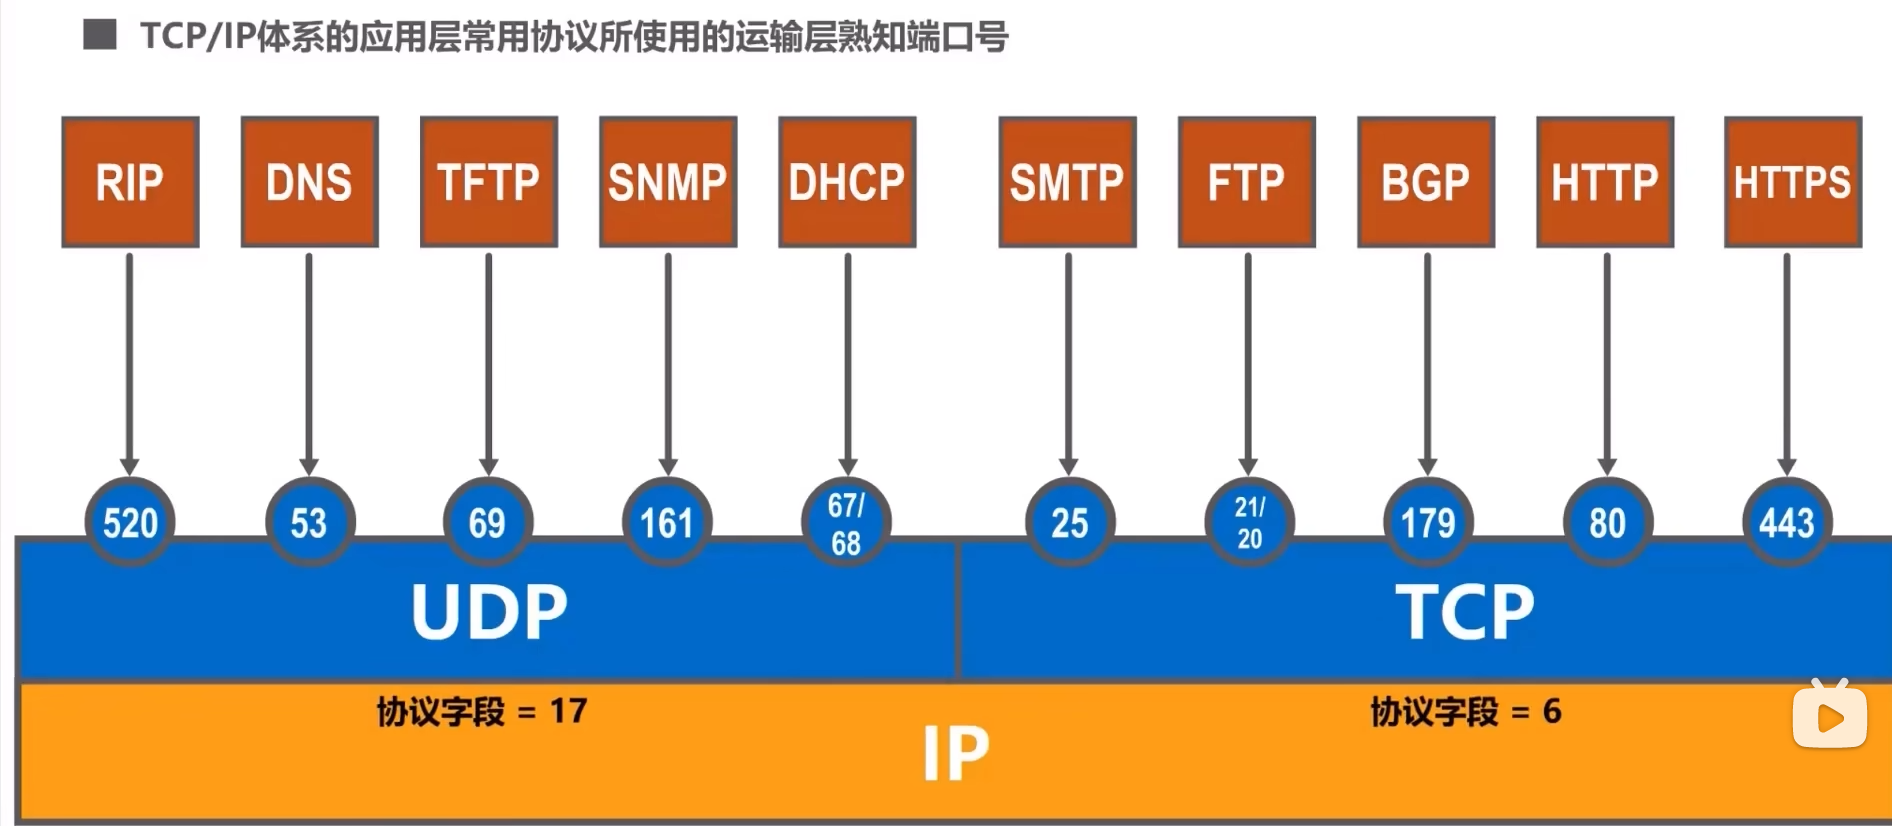 TCP/IP体系的应用层常用协议所使用的运输层熟知端口号
RIP
DNS
TFTP
SNMP
DHCP
SMTP
FTP
BGP
HTTP
HTTPS
520
53
69
161
67/
68
25
21/
20
179
80
443
UDP
TCP
协议字段 = 17
协议字段 = 6
IP